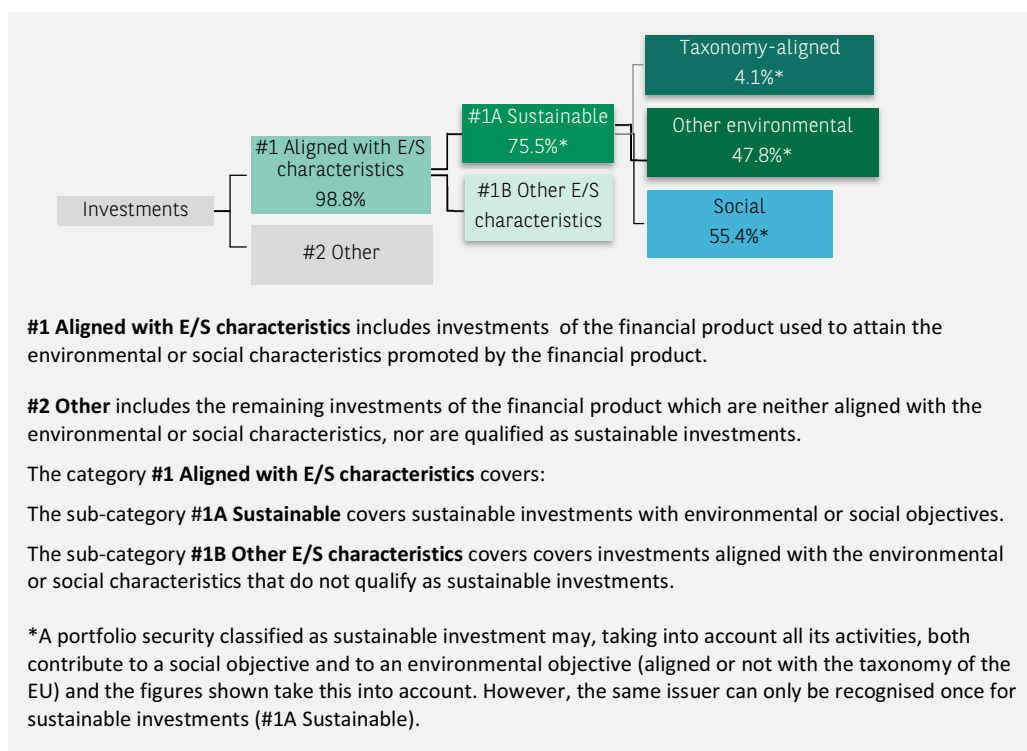 Taxonomy-aligned
4.1%*
#1A Sustainable
75.5%*
Other environmental
47.8%*
#1 Aligned with E/S
characteristics
98.8%
#1B Other E/S
characteristics
Investments
Social
55.4%*
#2 Other
#1 Aligned with E/S characteristics includes investments of the financial product used to attain the
environmental or social characteristics promoted by the financial product.
#2 Other includes the remaining investments of the financial product which are neither aligned with the
environmental or social characteristics, nor are qualified as sustainable investments.
The category #1 Aligned with E/S characteristics covers:
The sub-category #1A Sustainable covers sustainable investments with environmental or social objectives.
The sub-category #1B Other E/S characteristics covers covers investments aligned with the environmental
or social characteristics that do not qualify as sustainable investments.
*A portfolio security classified as sustainable investment may, taking into account all its activities, both
contribute to a social objective and to an environmental objective (aligned or not with the taxonomy of the
EU) and the figures shown take this into account. However, the same issuer can only be recognised once for
sustainable investments (#1A Sustainable).